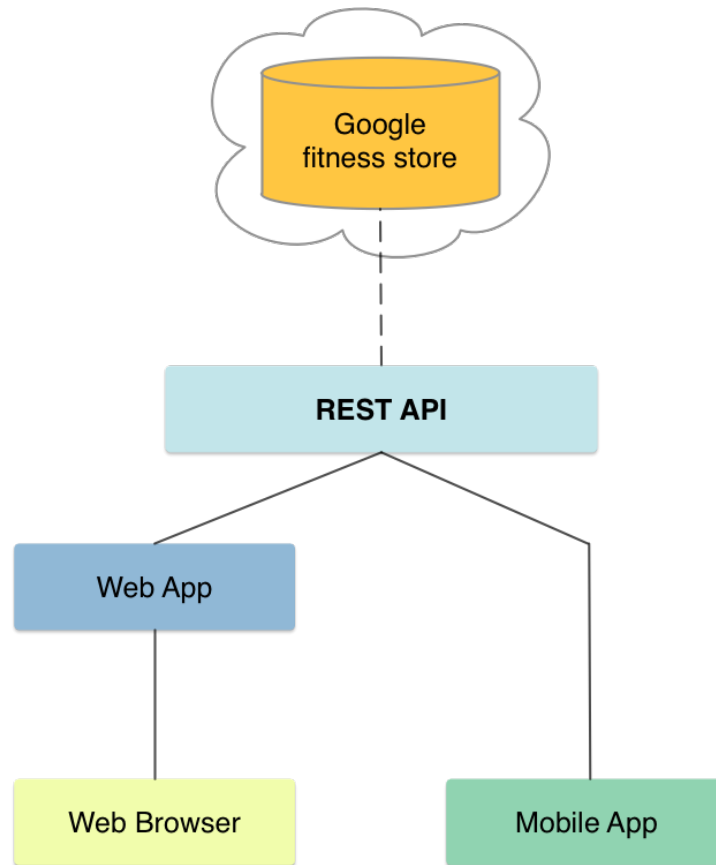 Google
fitness store
REST API
Web App
Web Browser
Mobile App